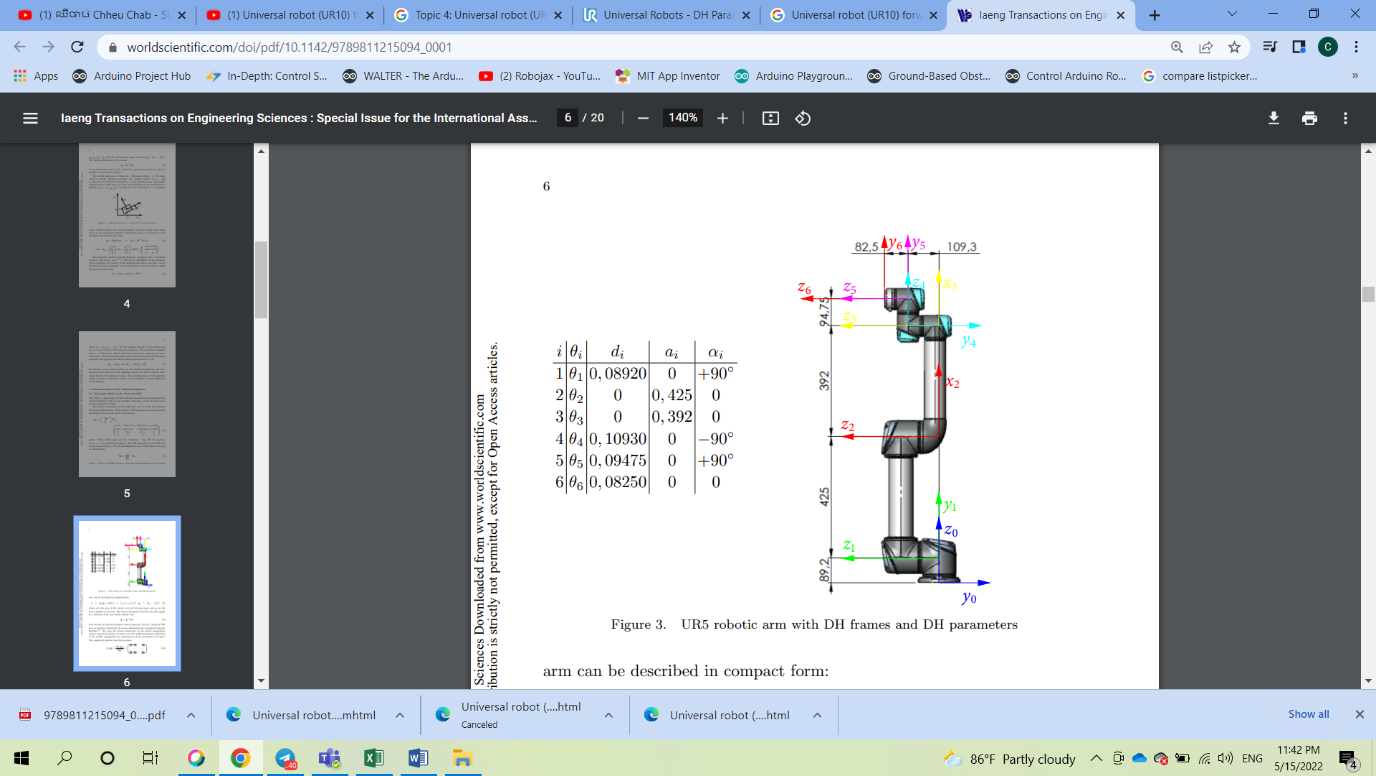 (1) ឈឺចាប់ Chheu Chab - S
(1) Universal robot (UR10) f
Topic 4: Universal robot (UR
Universal Robots - DH Para
Universal robot (UR10) forw
Iaeng Transactions on Engin
worldscientific.com/doi/pdf/10.1142/9789811215094_0001
C
Apps
Arduino Project Hub
In-Depth: Control S...
WALTER - The Ardu...
(2) Robojax - YouTu...
MIT App Inventor
Arduino Playgroun...
Ground-Based Obst...
Control Arduino Ro...
compare listpicker...
»
Iaeng Transactions on Engineering Sciences : Special Issue for the International Ass...
6 / 20
140%
4
5
6
6
Sciences Downloaded from www.worldscientific.com
ibution is strictly not permitted, except for Open Access articles.
i θi di ai αi
1 θ1 0,08920 0 +90°
2 θ2 0 0,425 0
3 θ3 0 0,392 0
4 θ4 0,10930 0 −90°
5 θ5 0,09475 0 +90°
6 θ6 0,08250 0 0
82,5 y6 y5 109,3
z6 z5 z4 x3
94,75
z3
y4
392
x2
z2
425
y1
z0
z1
89,2
y0
Figure 3. UR5 robotic arm with DH frames and DH parameters
arm can be described in compact form:
9789811215094_0....pdf
Universal robot....mhtml
Universal robot (....html
Canceled
Universal robot (....html
Show all
40
86°F Partly cloudy
ENG
11:42 PM
5/15/2022
4